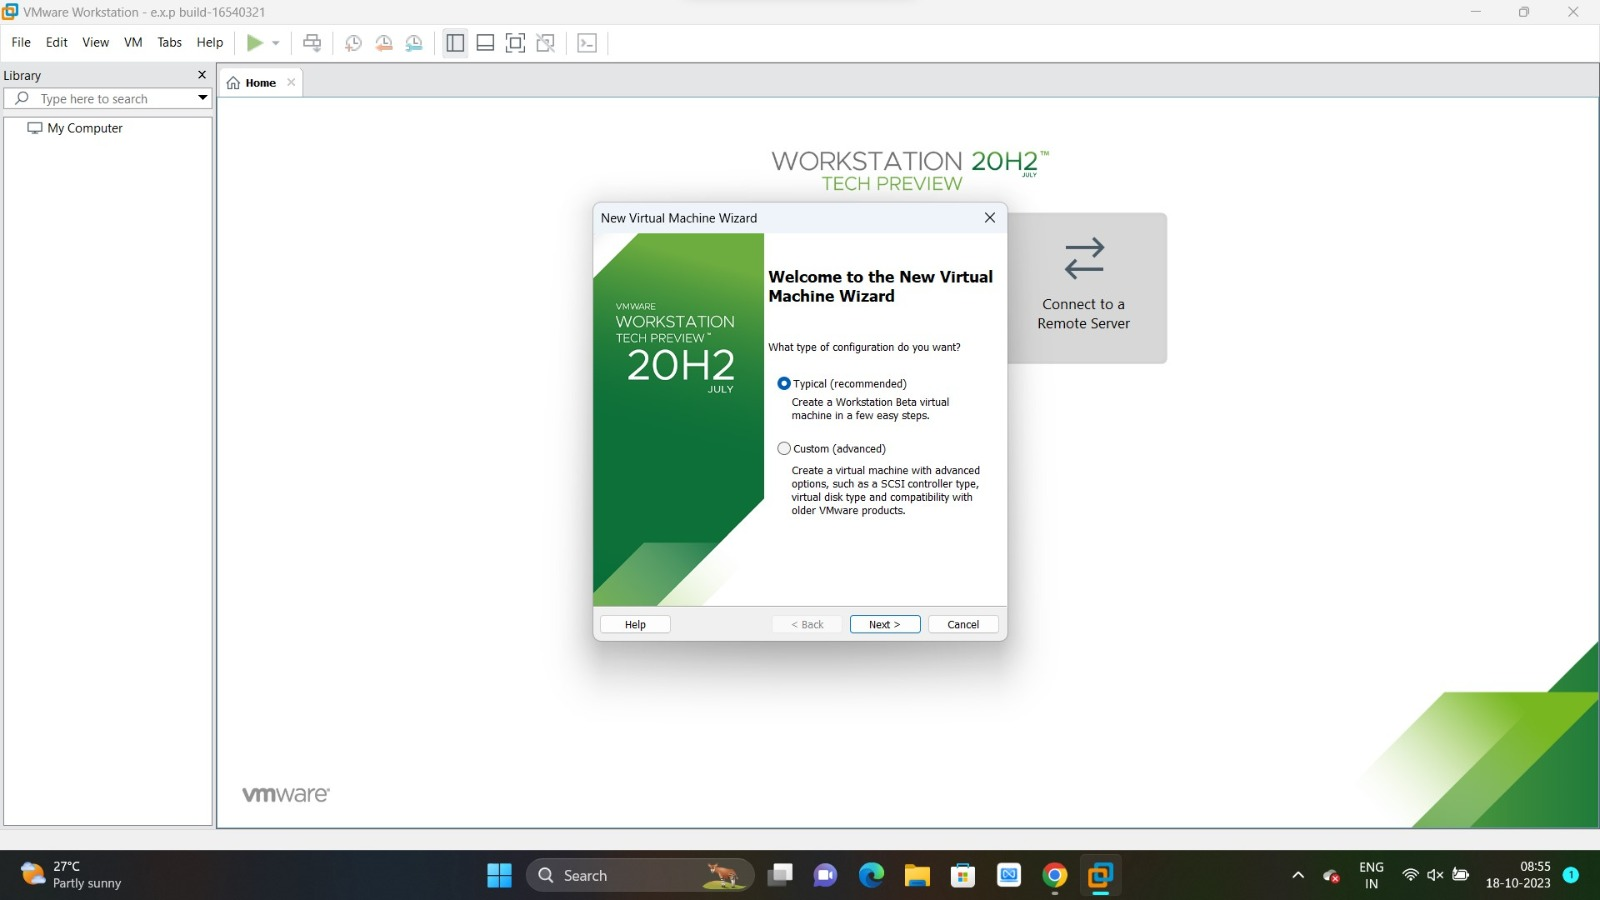 VMware Workstation - e.x.p build-16540321
File Edit View VM Tabs Help
Library
Type here to search
My Computer
Home
WORKSTATION 20H2™
JULY
TECH PREVIEW
New Virtual Machine Wizard
VMWARE
WORKSTATION
TECH PREVIEW™
20H2
JULY
Welcome to the New Virtual
Machine Wizard
What type of configuration do you want?
Typical (recommended)
Create a Workstation Beta virtual
machine in a few easy steps.
Custom (advanced)
Create a virtual machine with advanced
options, such as a SCSI controller type,
virtual disk type and compatibility with
older VMware products.
Help < Back Next > Cancel
Connect to a
Remote Server
vmware®
27°C
Partly sunny
Search
ENG
IN
08:55
18-10-2023
1